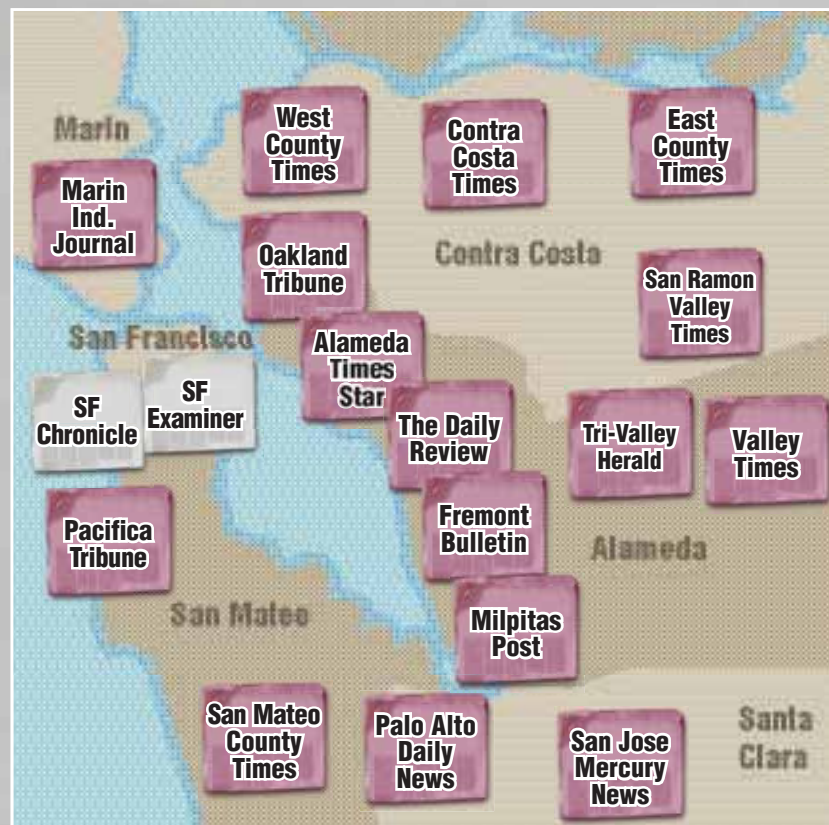 Marin
West
County
Times
Contra
Costa
Times
East
County
Times
Marin
Ind.
Journal
Oakland
Tribune
Contra Costa
San Ramon
Valley
Times
San Francisco
Alameda
Times
Star
SF
Chronicle
SF
Examiner
The Daily
Review
Tri-Valley
Herald
Valley
Times
Pacifica
Tribune
Fremont
Bulletin
Alameda
San Mateo
Milpitas
Post
San Mateo
County
Times
Palo Alto
Daily
News
San Jose
Mercury
News
Santa
Clara